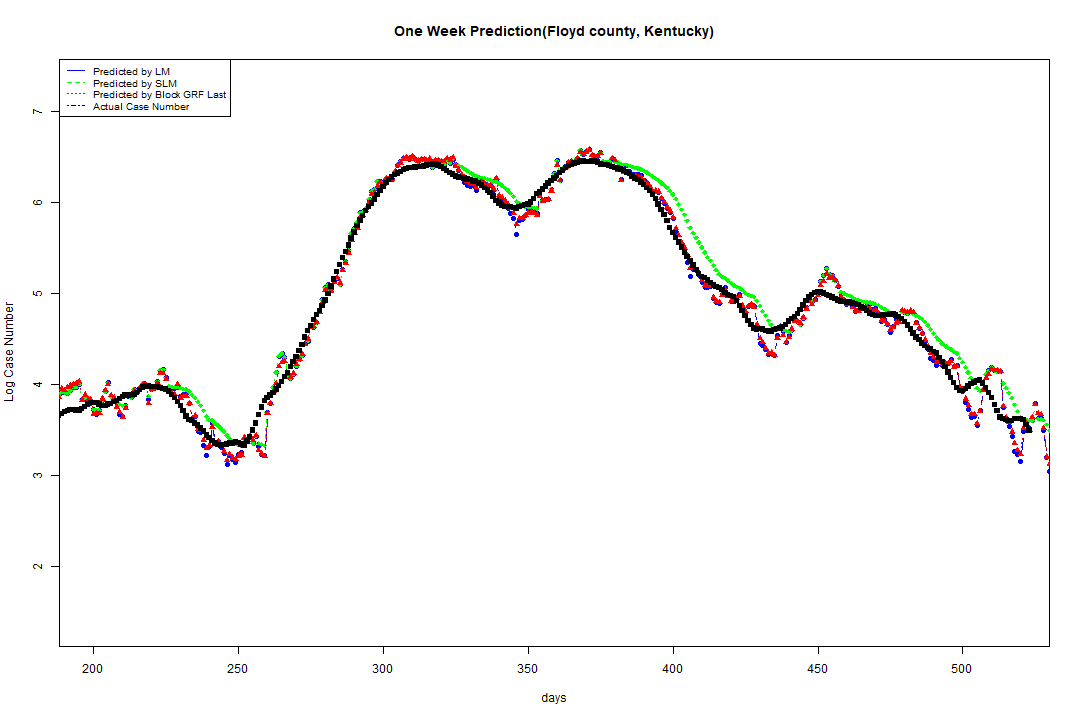 One Week Prediction(Floyd county, Kentucky)
Predicted by LM
Predicted by SLM
Predicted by Block GRF Last
Actual Case Number
Log Case Number
7
6
5
4
3
2
200 250 300 350 400 450 500
days